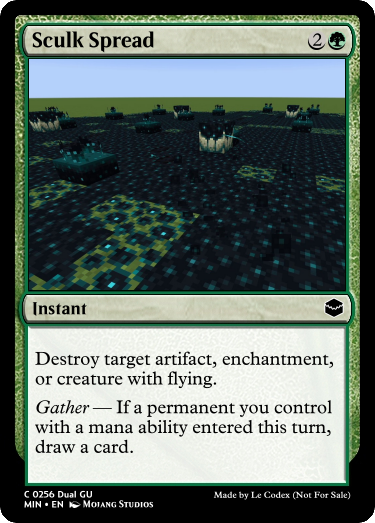 Sculk Spread 2
Instant
Destroy target artifact, enchantment,
or creature with flying.
Gather — If a permanent you control
with a mana ability entered this turn,
draw a card.
C 0256 Dual GU
MIN • EN Mojang Studios
Made by Le Codex (Not For Sale)